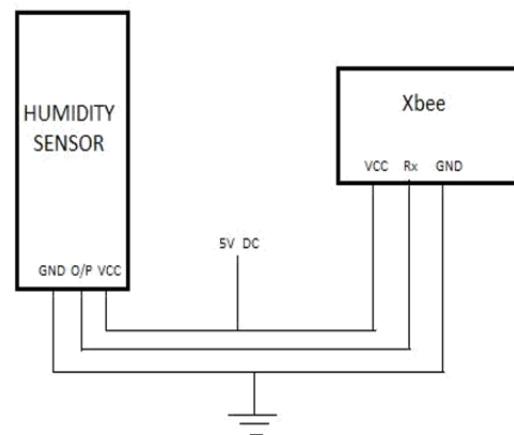 HUMIDITY
SENSOR
GND O/P VCC
Xbee
VCC Rx GND
5V DC